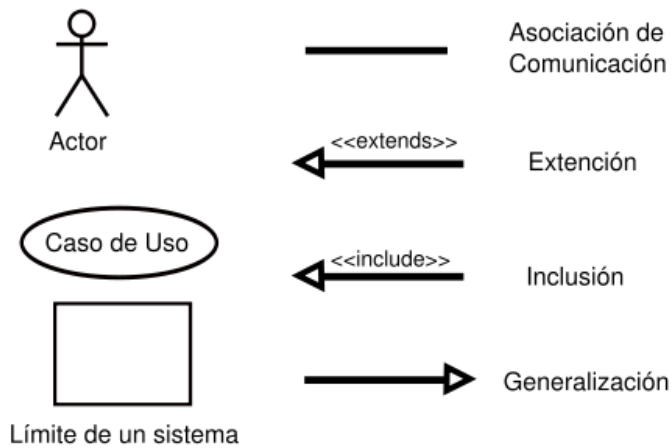 Actor
Caso de Uso
Límite de un sistema
Asociación de
Comunicación
<<extends>>
Extención
<<include>>
Inclusión
Generalización